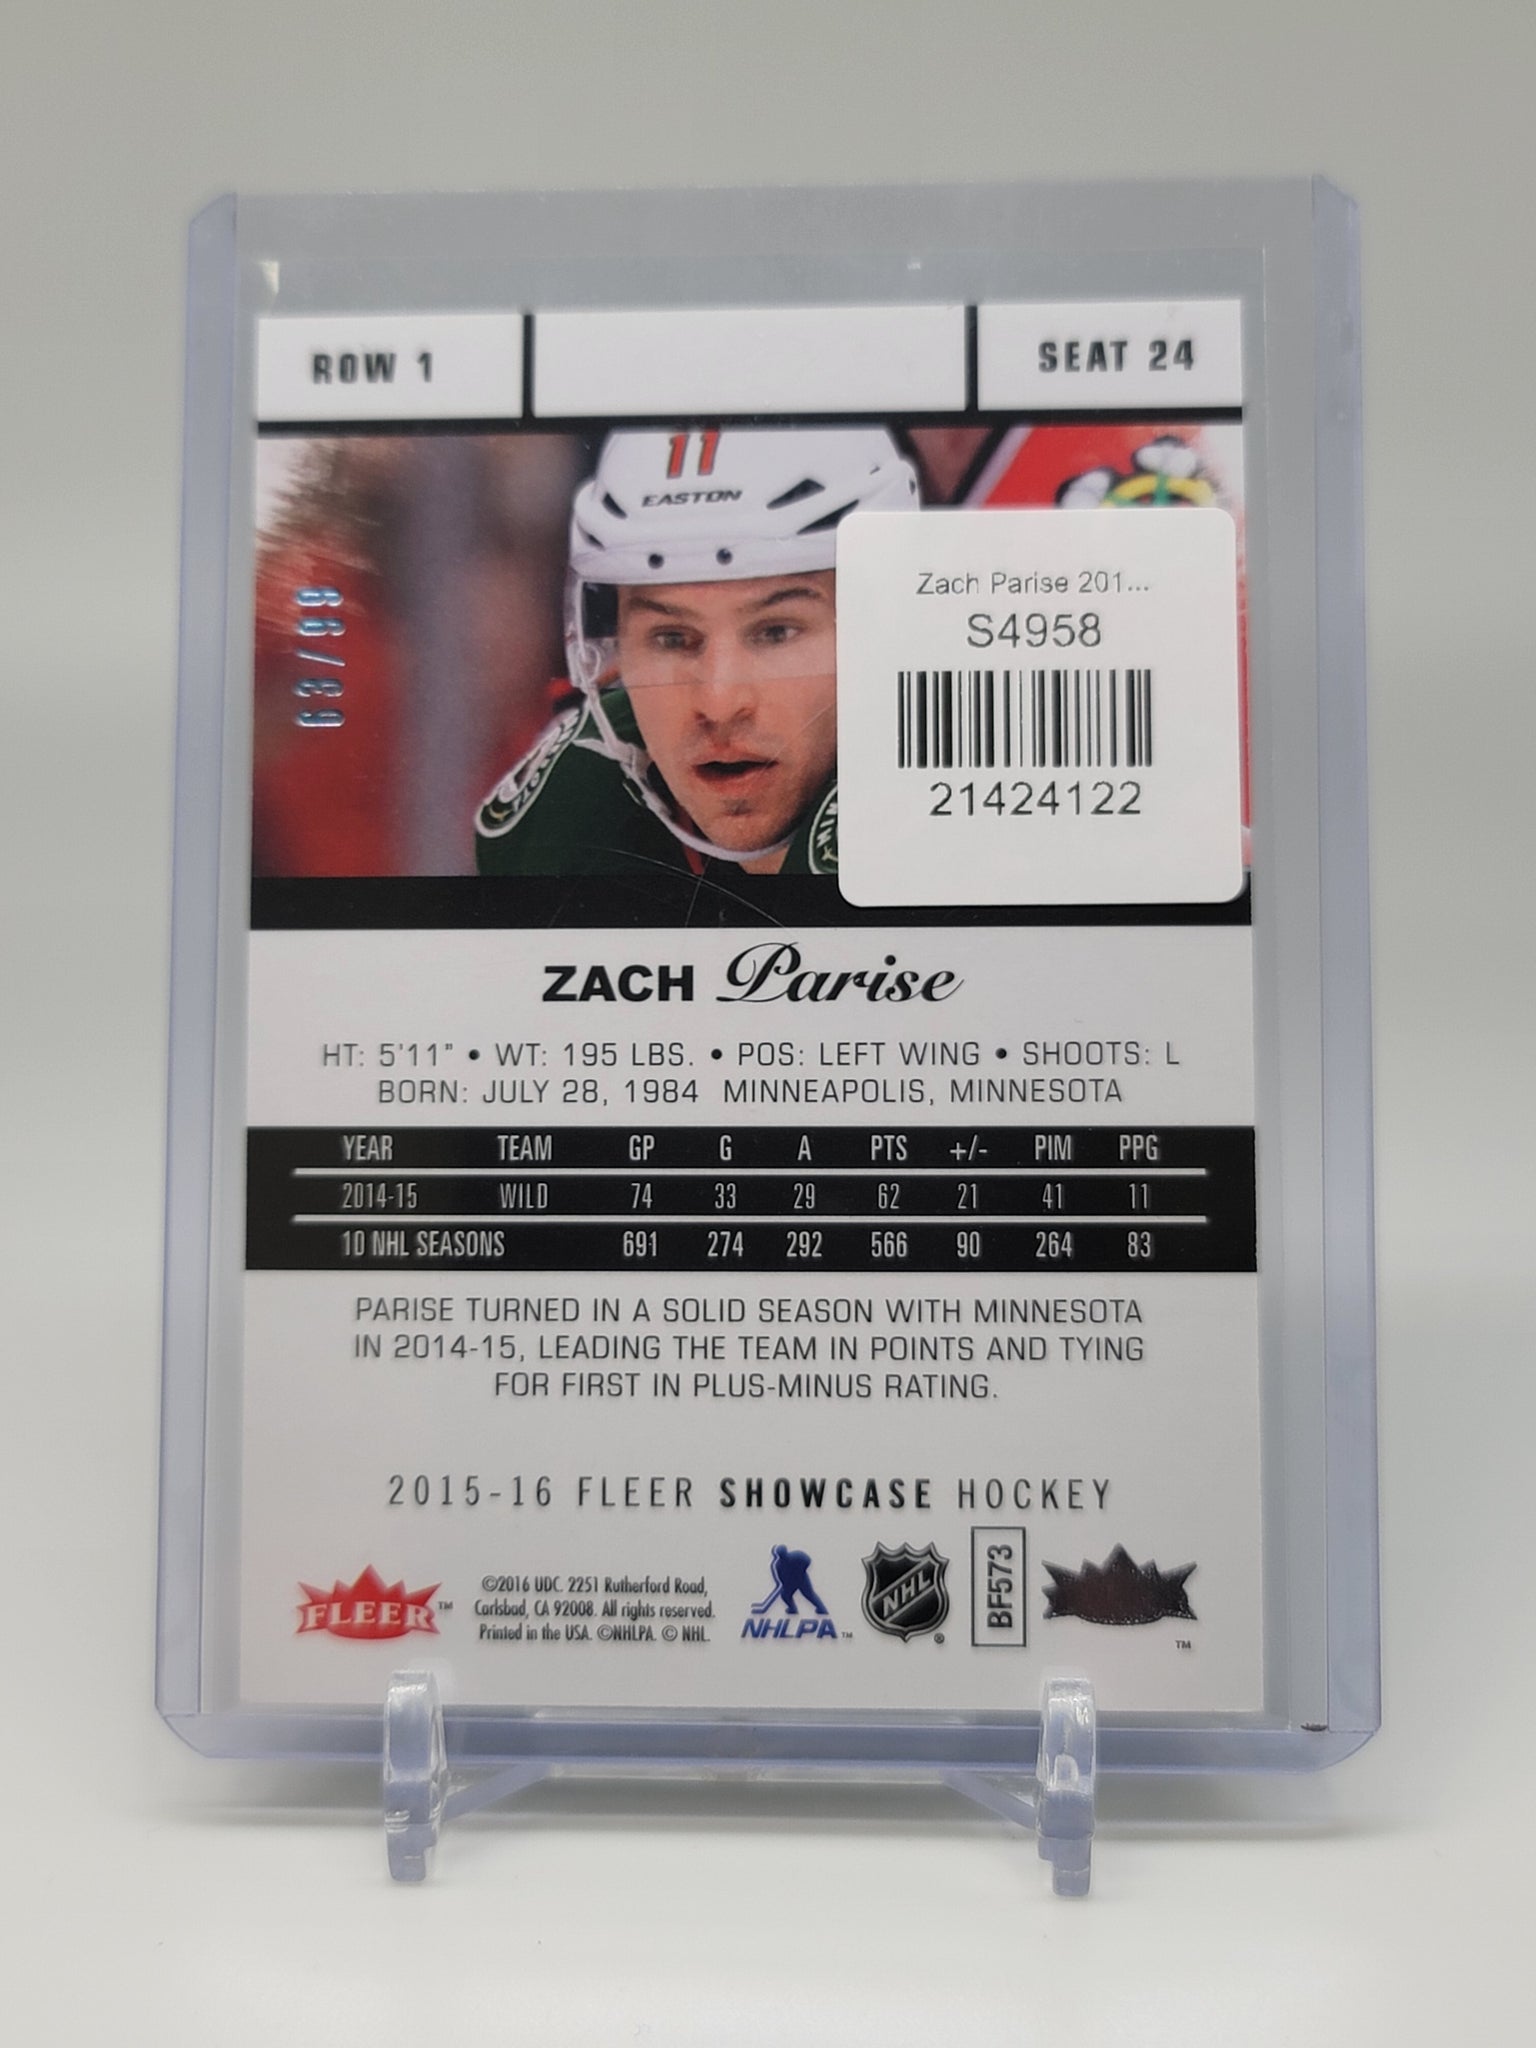 ROW 1
SEAT 24
11
EASTON
Zach Parise 201...
S4958
21424122
ZACH Parise
HT: 5'11" • WT: 195 LBS. • POS: LEFT WING • SHOOTS: L
BORN: JULY 28, 1984 MINNEAPOLIS, MINNESOTA
YEAR TEAM GP G A PTS +/- PIM PPG
2014-15 WILD 74 33 29 62 21 41 11
10 NHL SEASONS 691 274 292 566 90 264 83
PARISE TURNED IN A SOLID SEASON WITH MINNESOTA
IN 2014-15, LEADING THE TEAM IN POINTS AND TYING
FOR FIRST IN PLUS-MINUS RATING.
2015-16 FLEER SHOWCASE HOCKEY
FLEER™
©2016 UDC. 2251 Rutherford Road,
Carlsbad, CA 92008. All rights reserved.
Printed in the USA. ©NHLPA. © NHL.
NHLPA™
NHL®
BF573
™